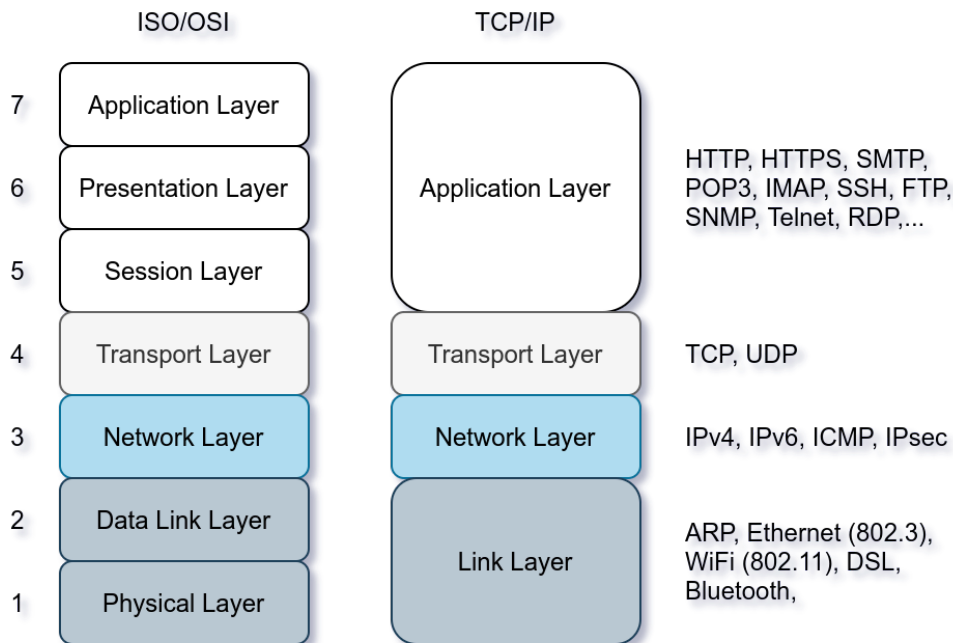 ISO/OSI
TCP/IP
7
Application Layer
6
Presentation Layer
5
Session Layer
Application Layer
HTTP, HTTPS, SMTP,
POP3, IMAP, SSH, FTP,
SNMP, Telnet, RDP,...
4
Transport Layer
Transport Layer
TCP, UDP
3
Network Layer
Network Layer
IPv4, IPv6, ICMP, IPsec
2
Data Link Layer
1
Physical Layer
Link Layer
ARP, Ethernet (802.3),
WiFi (802.11), DSL,
Bluetooth,